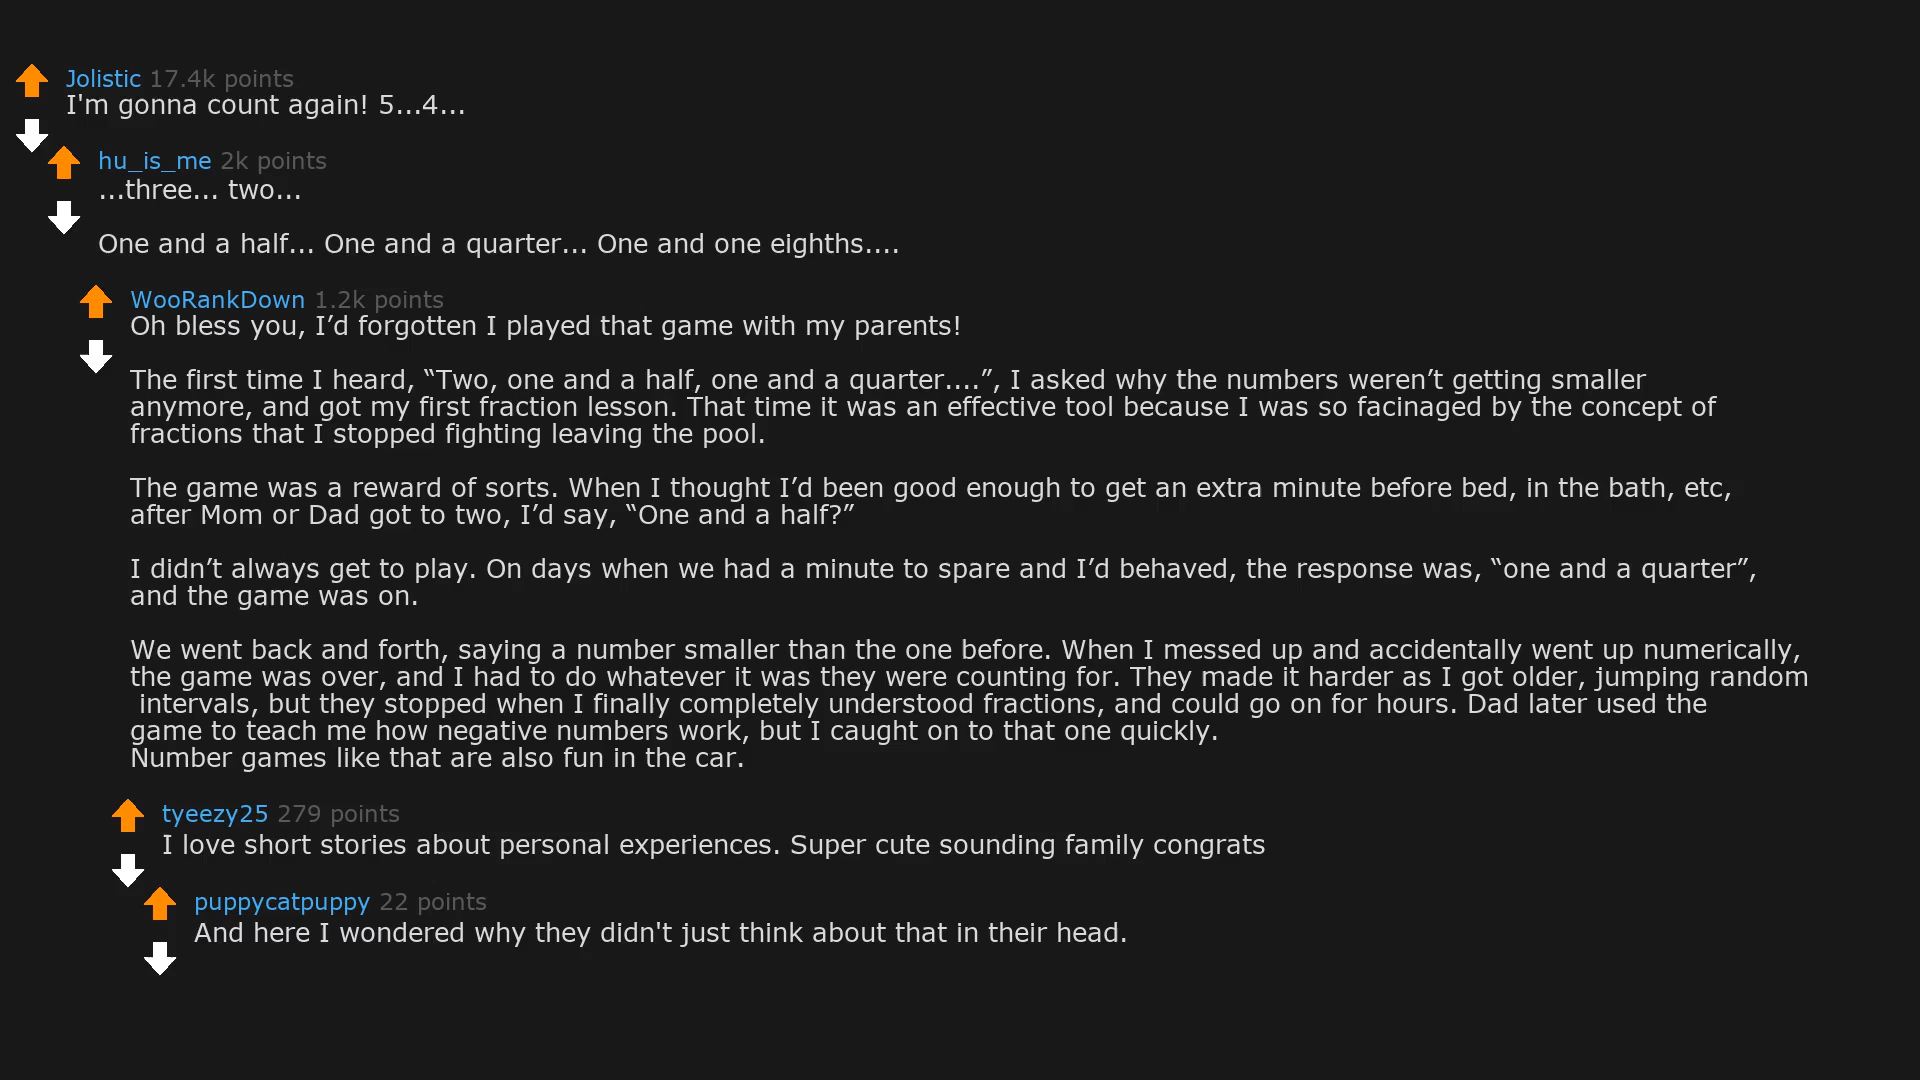 Jolistic 17.4k points
I'm gonna count again! 5...4...
hu_is_me 2k points
...three... two...
One and a half... One and a quarter... One and one eighths....
WooRankDown 1.2k points
Oh bless you, I’d forgotten I played that game with my parents!
The first time I heard, “Two, one and a half, one and a quarter....”, I asked why the numbers weren’t getting smaller
anymore, and got my first fraction lesson. That time it was an effective tool because I was so facinaged by the concept of
fractions that I stopped fighting leaving the pool.
The game was a reward of sorts. When I thought I’d been good enough to get an extra minute before bed, in the bath, etc,
after Mom or Dad got to two, I’d say, “One and a half?”
I didn’t always get to play. On days when we had a minute to spare and I’d behaved, the response was, “one and a quarter”,
and the game was on.
We went back and forth, saying a number smaller than the one before. When I messed up and accidentally went up numerically,
the game was over, and I had to do whatever it was they were counting for. They made it harder as I got older, jumping random
intervals, but they stopped when I finally completely understood fractions, and could go on for hours. Dad later used the
game to teach me how negative numbers work, but I caught on to that one quickly.
Number games like that are also fun in the car.
tyeezy25 279 points
I love short stories about personal experiences. Super cute sounding family congrats
puppycatpuppy 22 points
And here I wondered why they didn't just think about that in their head.